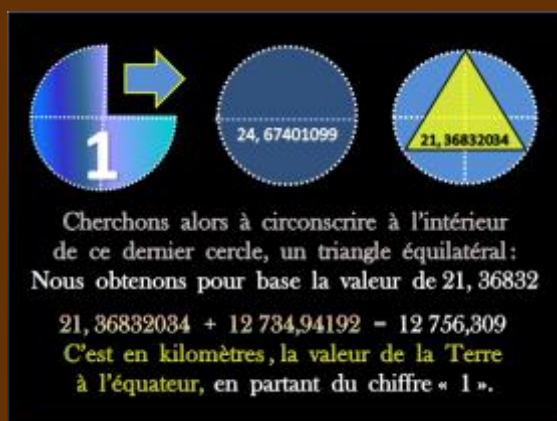 1
24, 67401099
21, 36832034
Cherchons alors à circonscrire à l'intérieur
de ce dernier cercle, un triangle équilatéral :
Nous obtenons pour base la valeur de 21, 36832
21, 36832034 + 12 734,94192 = 12 756,309
C'est en kilomètres, la valeur de la Terre
à l'équateur, en partant du chiffre « 1 ».